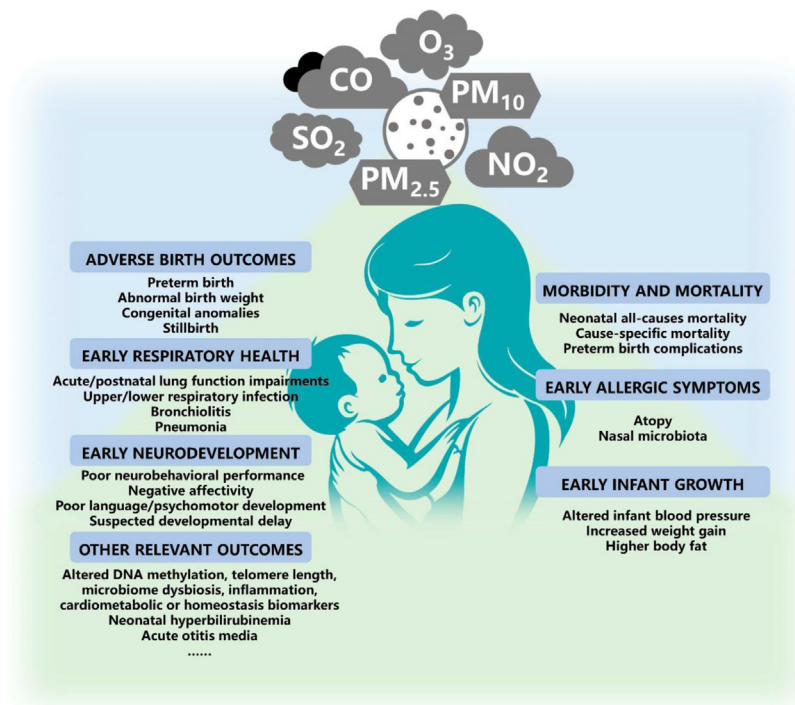 O3
CO
PM10
SO2
NO2
PM2.5
ADVERSE BIRTH OUTCOMES
Preterm birth
Abnormal birth weight
Congenital anomalies
Stillbirth
EARLY RESPIRATORY HEALTH
Acute/postnatal lung function impairments
Upper/lower respiratory infection
Bronchiolitis
Pneumonia
EARLY NEURODEVELOPMENT
Poor neurobehavioral performance
Negative affectivity
Poor language/psychomotor development
Suspected developmental delay
OTHER RELEVANT OUTCOMES
Altered DNA methylation, telomere length,
microbiome dysbiosis, inflammation,
cardiometabolic or homeostasis biomarkers
Neonatal hyperbilirubinemia
Acute otitis media
......
MORBIDITY AND MORTALITY
Neonatal all-causes mortality
Cause-specific mortality
Preterm birth complications
EARLY ALLERGIC SYMPTOMS
Atopy
Nasal microbiota
EARLY INFANT GROWTH
Altered infant blood pressure
Increased weight gain
Higher body fat